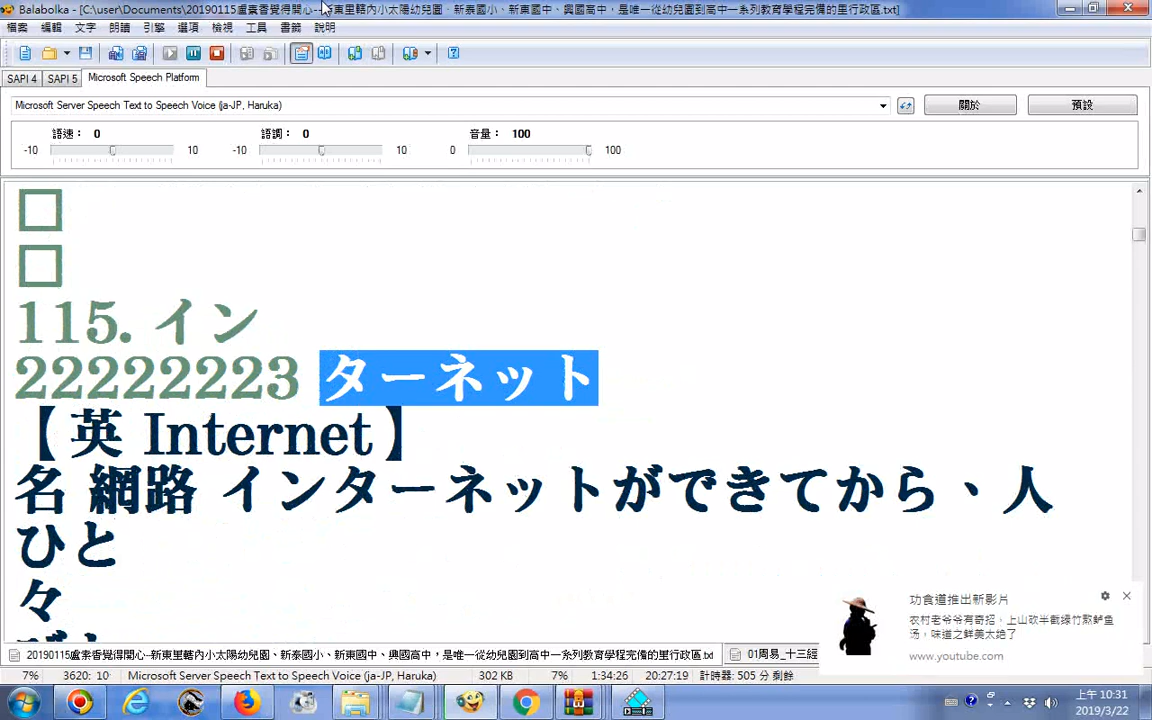 Balabolka - [C:\user\Documents\20190115盧素香覺得開心--新東里轄內小太陽幼兒園、新泰國小、新東國中、興國高中，是唯一從幼兒園到高中一系列教育學程完備的里行政區.txt]
檔案 編輯 文字 朗讀 引擎 選項 檢視 工具 書籤 說明
SAPI 4 SAPI 5 Microsoft Speech Platform
Microsoft Server Speech Text to Speech Voice (ja-JP, Haruka) 關於 預設
語速： 0 語調： 0 音量： 100
-10 10 -10 10 0 100
□
□
115. イン
22222223 ターネット
【英 Internet】
名 網路 インターネットができてから、人
ひと
々
びと
功食道推出新影片
农村老爷爷有奇招，上山砍半截绿竹熬鲈鱼
汤，味道之鲜美太绝了
www.youtube.com
20190115盧素香覺得開心--新東里轄內小太陽幼兒園、新泰國小、新東國中、興國高中，是唯一從幼兒園到高中一系列教育學程完備的里行政區.txt 01周易_十三經
7% 3620: 10 Microsoft Server Speech Text to Speech Voice (ja-JP, Haruka) 302 KB 7% 1:34:26 20:27:19 計時器: 505 分 剩餘
上午 10:31
2019/3/22